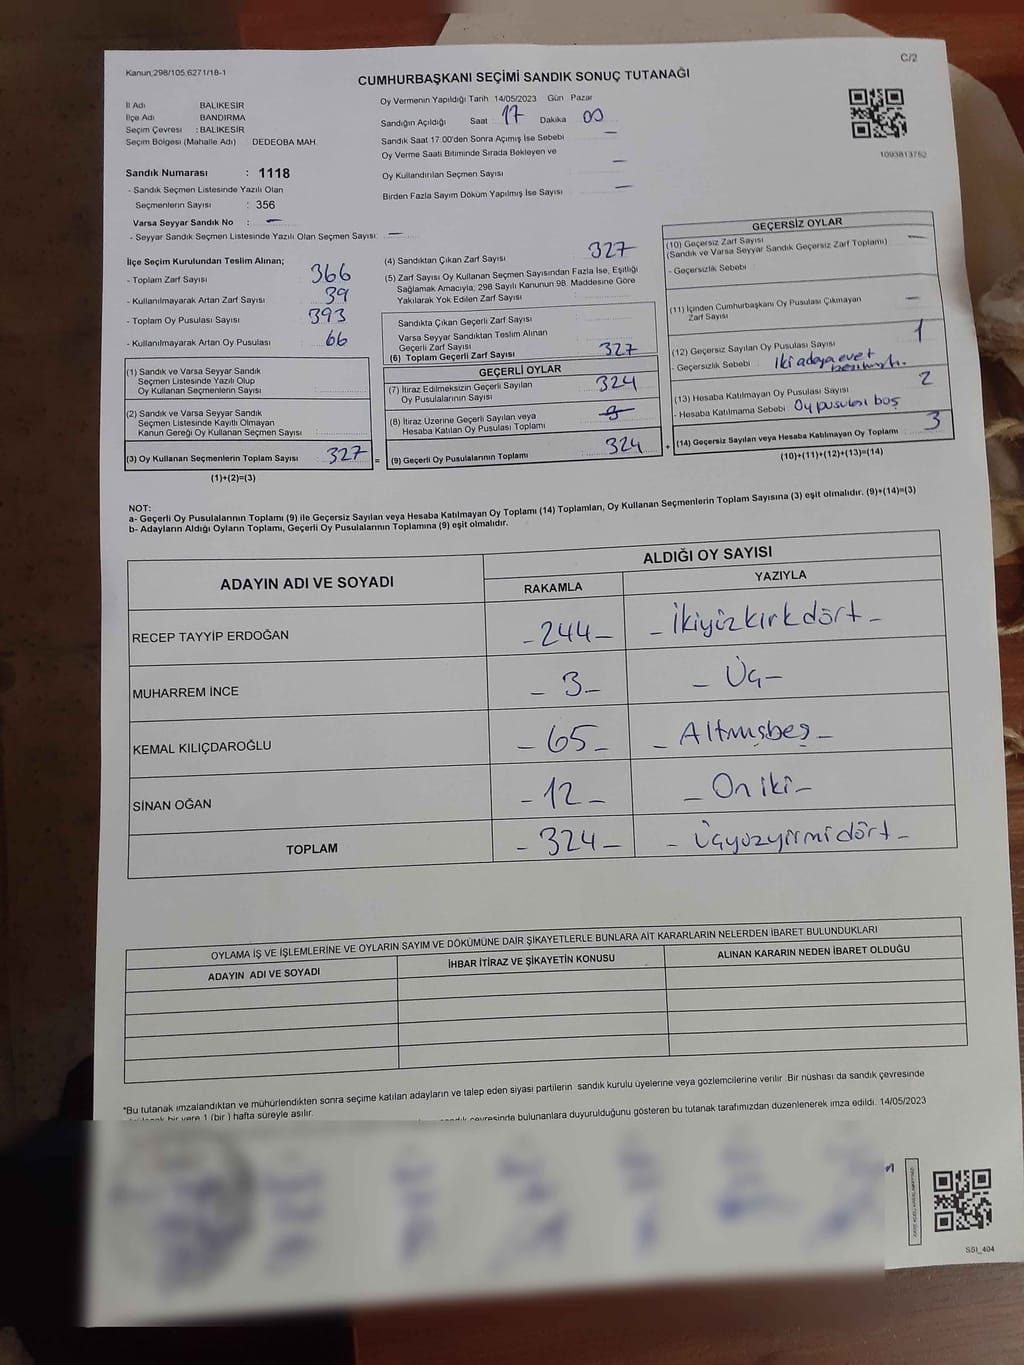 Kanun;298/105,6271/18-1
C/2
CUMHURBAŞKANI SEÇİMİ SANDIK SONUÇ TUTANAĞI
İl Adı BALIKESİR
İlçe Adı BANDIRMA
Seçim Çevresi : BALIKESİR
Seçim Bölgesi (Mahalle Adı) DEDEOBA MAH.
Sandık Numarası : 1118
- Sandık Seçmen Listesinde Yazılı Olan
Seçmenlerin Sayısı : 356
Varsa Seyyar Sandık No : —
- Seyyar Sandık Seçmen Listesinde Yazılı Olan Seçmen Sayısı: —
Oy Vermenin Yapıldığı Tarih 14/05/2023 Gün Pazar
Sandığın Açıldığı Saat 17 Dakika 00
Sandık Saat 17:00'den Sonra Açımış İse Sebebi —
Oy Verme Saati Bitiminde Sırada Bekleyen ve
Oy Kullandırılan Seçmen Sayısı —
Birden Fazla Sayım Döküm Yapılmış İse Sayısı —
1093813762
İlçe Seçim Kurulundan Teslim Alınan;
- Toplam Zarf Sayısı 366
- Kullanılmayarak Artan Zarf Sayısı 39
- Toplam Oy Pusulası Sayısı 393
- Kullanılmayarak Artan Oy Pusulası 66
(1) Sandık ve Varsa Seyyar Sandık
Seçmen Listesinde Yazılı Olup
Oy Kullanan Seçmenlerin Sayısı
(2) Sandık ve Varsa Seyyar Sandık
Seçmen Listesinde Kayıtlı Olmayan
Kanun Gereği Oy Kullanan Seçmen Sayısı
(3) Oy Kullanan Seçmenlerin Toplam Sayısı 327 =
(1)+(2)=(3)
(4) Sandıktan Çıkan Zarf Sayısı 327
(5) Zarf Sayısı Oy Kullanan Seçmen Sayısından Fazla İse, Eşitliği
Sağlamak Amacıyla; 298 Sayılı Kanunun 98. Maddesine Göre
Yakılarak Yok Edilen Zarf Sayısı
Sandıkta Çıkan Geçerli Zarf Sayısı
Varsa Seyyar Sandıktan Teslim Alınan
Geçerli Zarf Sayısı
(6) Toplam Geçerli Zarf Sayısı 327
GEÇERLİ OYLAR
(7) İtiraz Edilmeksizin Geçerli Sayılan
Oy Pusulalarının Sayısı 324
(8) İtiraz Üzerine Geçerli Sayılan veya
Hesaba Katılan Oy Pusulası Toplamı
(9) Geçerli Oy Pusulalarının Toplamı 324 +
GEÇERSİZ OYLAR
(10) Geçersiz Zarf Sayısı —
(Sandık ve Varsa Seyyar Sandık Geçersiz Zarf Toplamı)
- Geçersizlik Sebebi
(11) İçinden Cumhurbaşkanı Oy Pusulası Çıkmayan —
Zarf Sayısı
(12) Geçersiz Sayılan Oy Pusulası Sayısı 1
- Geçersizlik Sebebi İki adaya evet
basılmıştı.
(13) Hesaba Katılmayan Oy Pusulası Sayısı 2
- Hesaba Katılmama Sebebi Oy pusulası boş
(14) Geçersiz Sayılan veya Hesaba Katılmayan Oy Toplamı 3
(10)+(11)+(12)+(13)=(14)
NOT:
a- Geçerli Oy Pusulalarının Toplamı (9) ile Geçersiz Sayılan veya Hesaba Katılmayan Oy Toplamı (14) Toplamları, Oy Kullanan Seçmenlerin Toplam Sayısına (3) eşit olmalıdır. (9)+(14)=(3)
b- Adayların Aldığı Oyların Toplamı, Geçerli Oy Pusulalarının Toplamına (9) eşit olmalıdır.
ADAYIN ADI VE SOYADI
ALDIĞI OY SAYISI
RAKAMLA YAZIYLA
RECEP TAYYİP ERDOĞAN -244- - İkiyüzkırkdört -
MUHARREM İNCE - 3 - - Üç -
KEMAL KILIÇDAROĞLU - 65 - - Altmışbeş -
SİNAN OĞAN - 12 - - On iki -
TOPLAM - 324 - - Üçyüzyirmidört -
OYLAMA İŞ VE İŞLEMLERİNE VE OYLARIN SAYIM VE DÖKÜMÜNE DAİR ŞİKAYETLERLE BUNLARA AİT KARARLARIN NELERDEN İBARET BULUNDUKLARI
ADAYIN ADI VE SOYADI İHBAR İTİRAZ VE ŞİKAYETİN KONUSU ALINAN KARARIN NEDEN İBARET OLDUĞU
*Bu tutanak imzalandıktan ve mühürlendikten sonra seçime katılan adayların ve talep eden siyasi partilerin sandık kurulu üyelerine veya gözlemcilerine verilir .Bir nüshası da sandık çevresinde
bir yere 1 (bir ) hafta süreyle asılır.
çevresinde bulunanlara duyurulduğunu gösteren bu tutanak tarafımızdan düzenlenerek imza edildi. 14/05/2023
SSİ_404